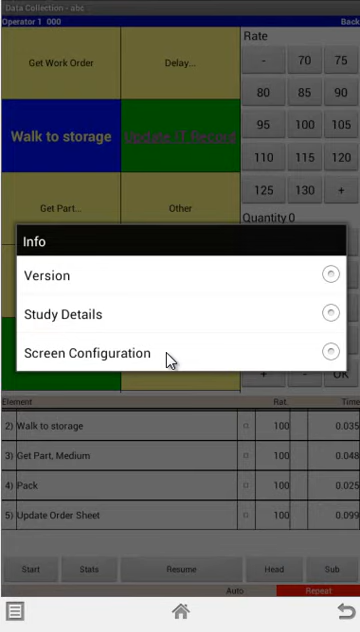 Data Collection - abc
Operator 1 000 Back
Get Work Order Delay...
Rate
- 70 75
80 85 90
Walk to storage Update IT Record
95 100 105
110 115 120
125 130 +
Get Part... Other
Quantity 0
Info
Version
Study Details
Screen Configuration
+ - OK
Element Rat. Time
2) Walk to storage 100 0.035
3) Get Part, Medium 100 0.048
4) Pack 100 0.025
5) Update Order Sheet 100 0.099
Start Stats Resume Head Sub
Auto Repeat